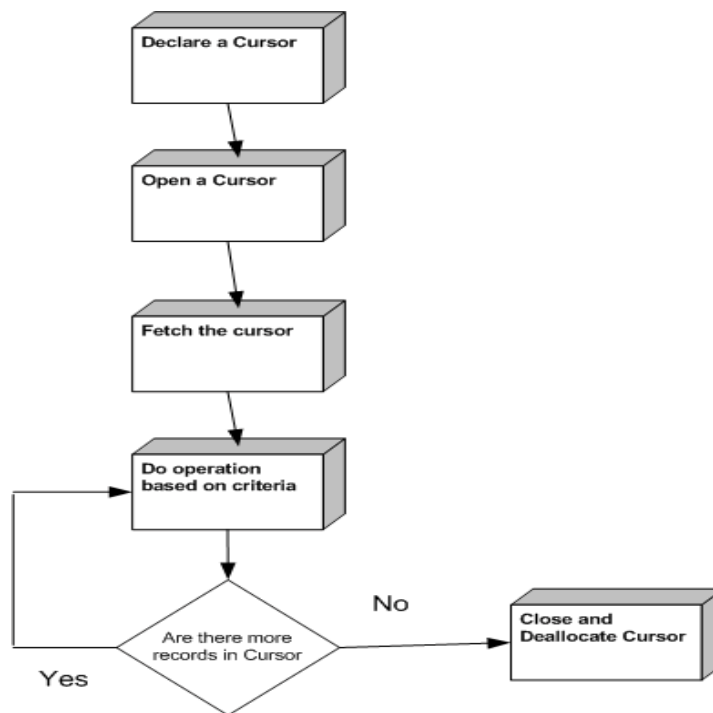 Declare a Cursor
Open a Cursor
Fetch the cursor
Do operation
based on criteria
Are there more
records in Cursor
Yes
No
Close and
Deallocate Cursor